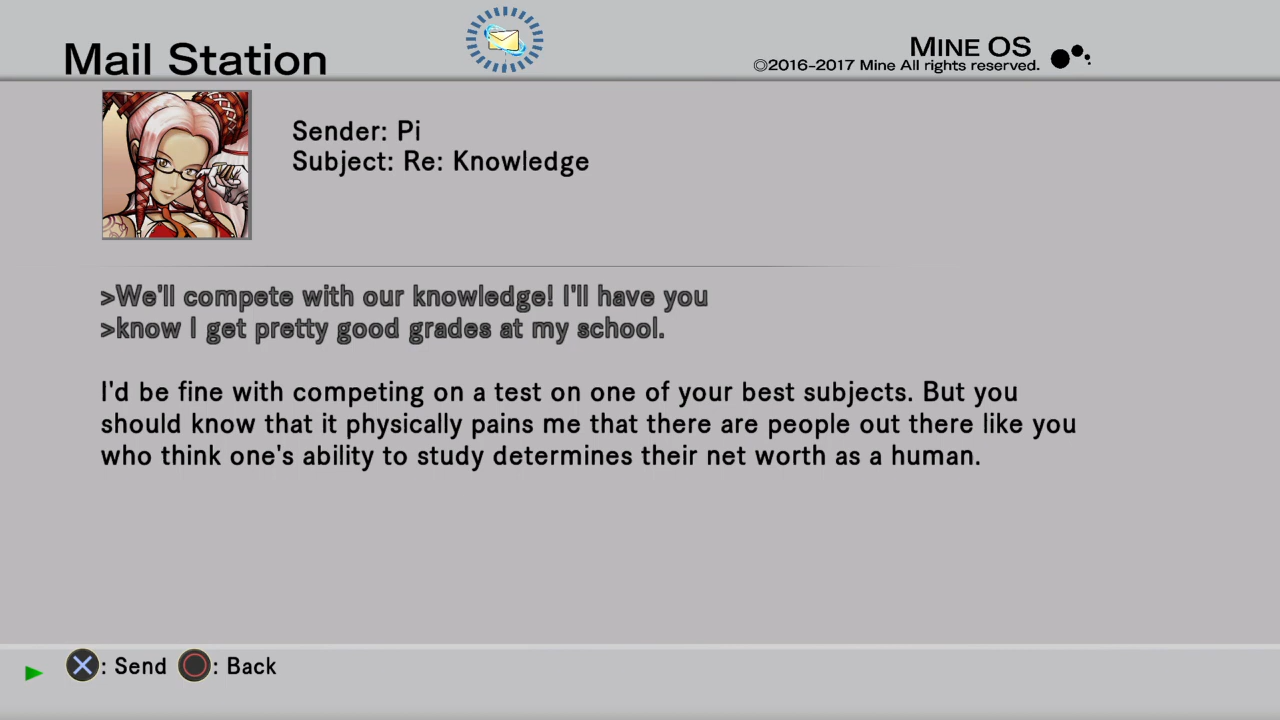 Mail Station
MINE OS
©2016-2017 Mine All rights reserved.
Sender: Pi
Subject: Re: Knowledge
>We'll compete with our knowledge! I'll have you
>know I get pretty good grades at my school.
I'd be fine with competing on a test on one of your best subjects. But you
should know that it physically pains me that there are people out there like you
who think one's ability to study determines their net worth as a human.
: Send : Back